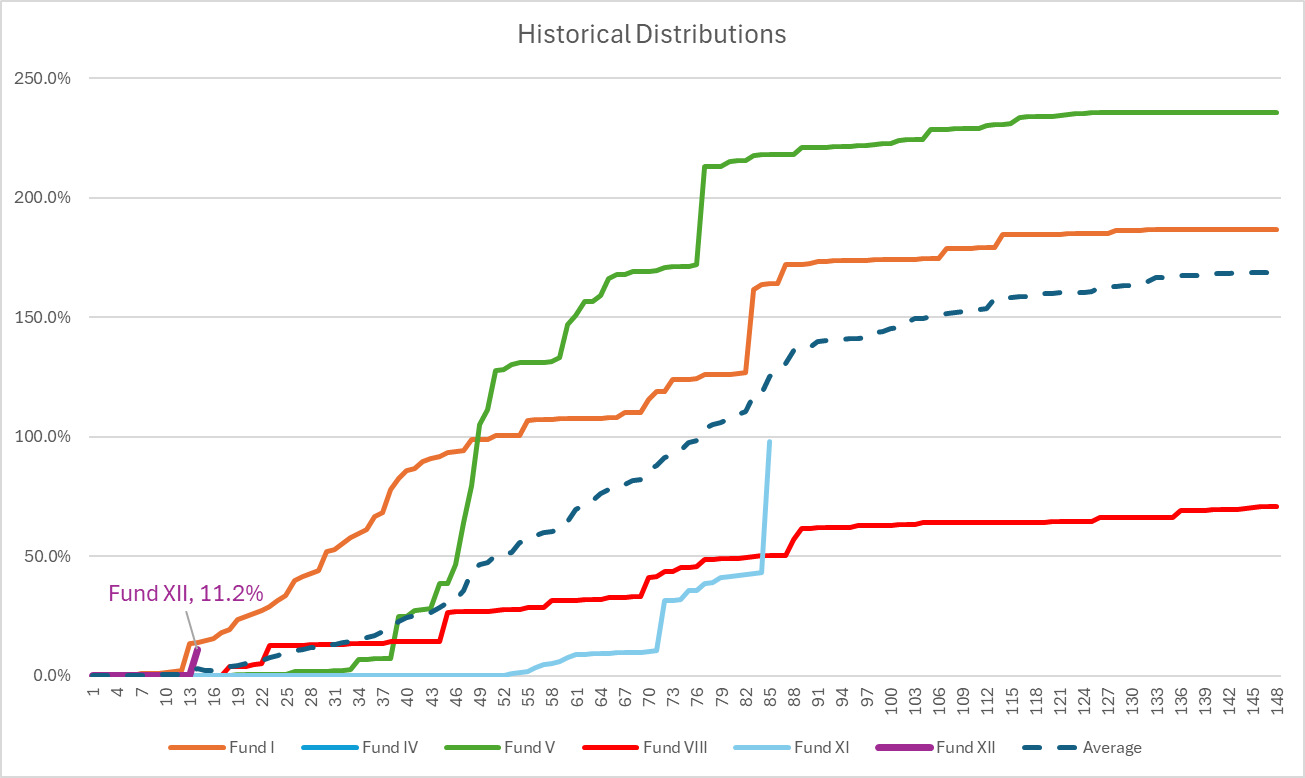 Historical Distributions
250.0%
200.0%
150.0%
100.0%
50.0%
0.0%
Fund XII, 11.2%
1 4 7 10 13 16 19 22 25 28 31 34 37 40 43 46 49 52 55 58 61 64 67 70 73 76 79 82 85 88 91 94 97 100 103 106 109 112 115 118 121 124 127 130 133 136 139 142 145 148
Fund I Fund IV Fund V Fund VIII Fund XI Fund XII Average